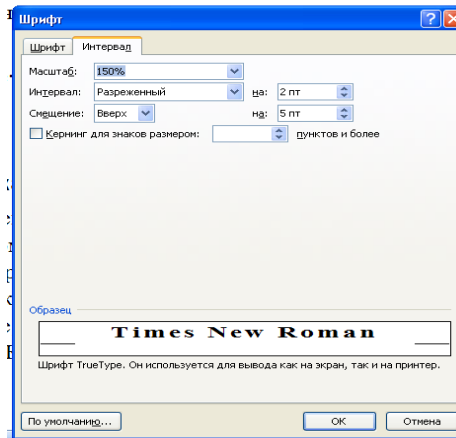 Шрифт
Шрифт Интервал
Масштаб: 150%
Интервал: Разреженный на: 2 пт
Смещение: Вверх на: 5 пт
Кернинг для знаков размером: пунктов и более
Образец
Times New Roman
Шрифт TrueType. Он используется для вывода как на экран, так и на принтер.
По умолчанию... ОК Отмена